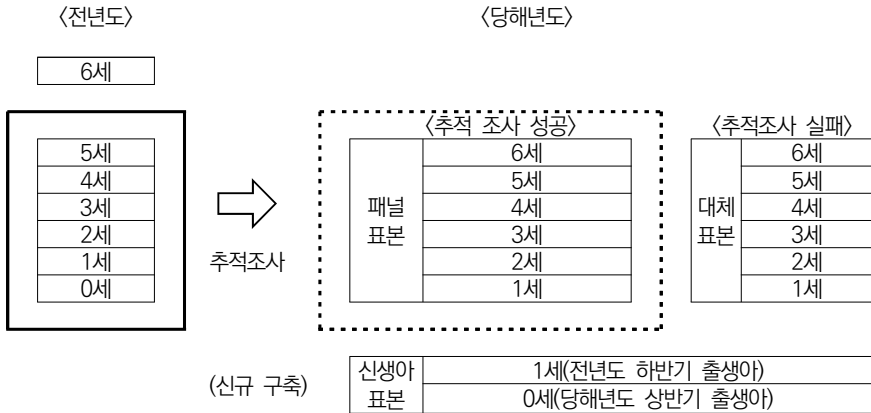 〈전년도〉
〈당해년도〉
6세
〈추적 조사 성공〉
〈추적조사 실패〉
5세
4세
3세
2세
1세
0세
추적조사
패널
표본
6세
5세
4세
3세
2세
1세
대체
표본
6세
5세
4세
3세
2세
1세
(신규 구축)
신생아
표본
1세(전년도 하반기 출생아)
0세(당해년도 상반기 출생아)